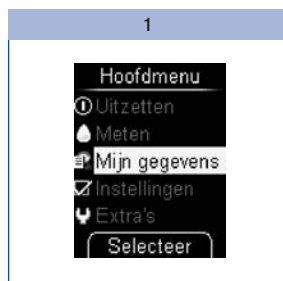 1
Hoofdmenu
Uitzetten
Meten
Mijn gegevens
Instellingen
Extra's
Selecteer